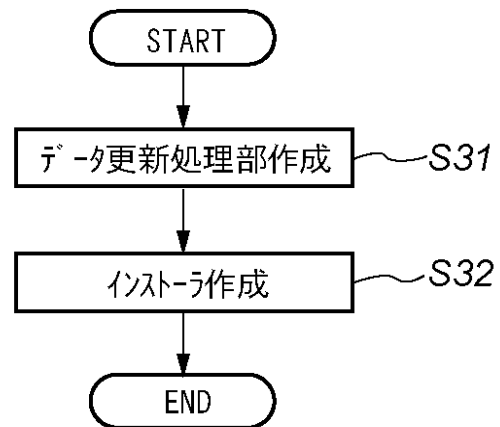 START
データ更新処理部作成
S31
インストーラ作成
S32
END